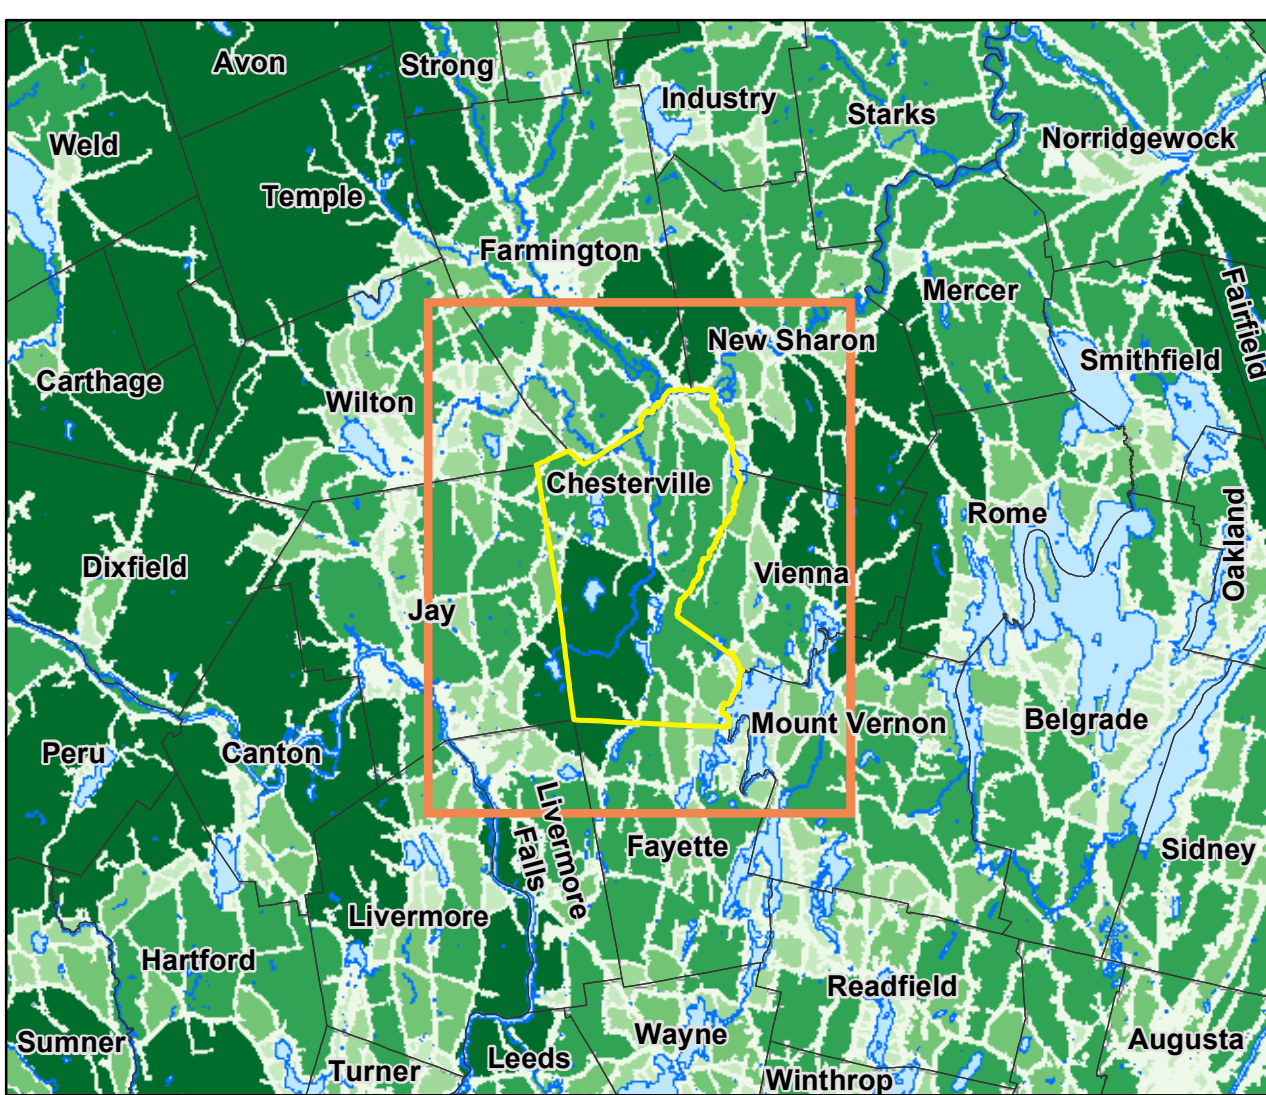 Avon
Strong
Industry
Starks
Norridgewock
Weld
Temple
Farmington
Mercer
Fairfield
New Sharon
Smithfield
Carthage
Wilton
Chesterville
Rome
Oakland
Dixfield
Vienna
Jay
Mount Vernon
Belgrade
Peru
Canton
Livermore
Falls
Fayette
Sidney
Livermore
Hartford
Readfield
Sumner
Wayne
Augusta
Leeds
Turner
Winthrop